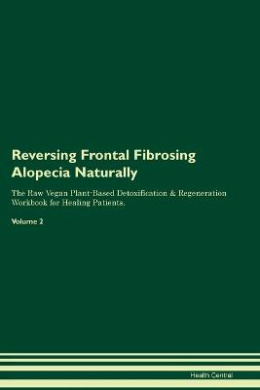 Reversing Frontal Fibrosing
Alopecia Naturally
The Raw Vegan Plant-Based Detoxification & Regeneration
Workbook for Healing Patients.
Volume 2
Health Central